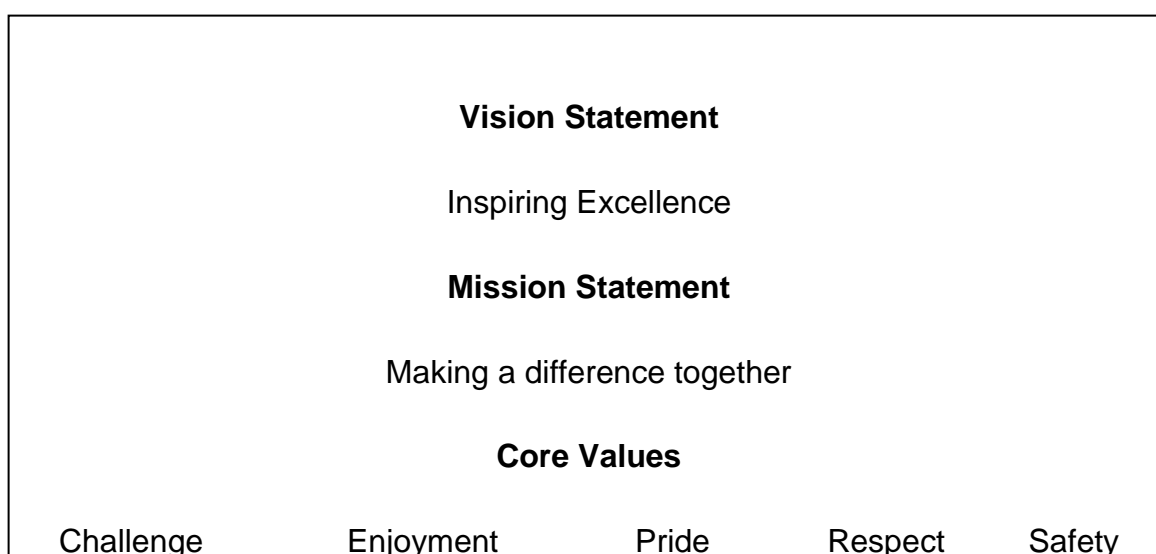 Vision Statement
Inspiring Excellence
Mission Statement
Making a difference together
Core Values
Challenge Enjoyment Pride Respect Safety